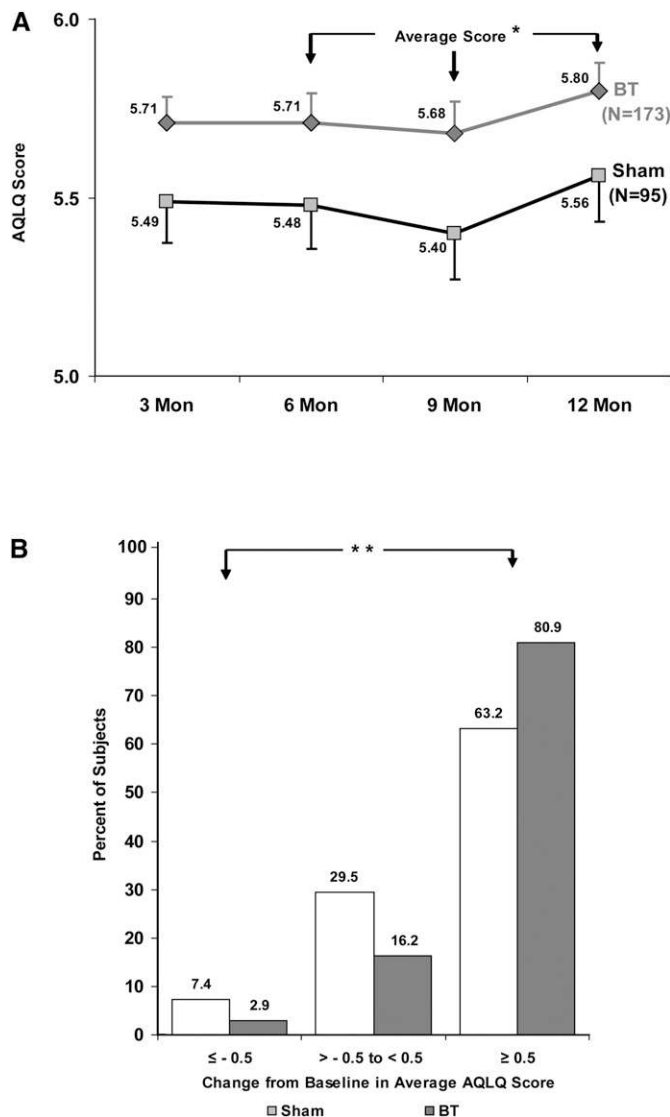 A
6.0
Average Score *
5.71
5.71
5.68
5.80
BT
(N=173)
AQLQ Score
5.5
5.49
5.48
5.40
5.56
Sham
(N=95)
5.0
3 Mon
6 Mon
9 Mon
12 Mon
B
100
* *
90
80.9
80
70
63.2
60
Percent of Subjects
50
40
29.5
30
20
16.2
10
7.4
2.9
0
≤ - 0.5
> - 0.5 to < 0.5
≥ 0.5
Change from Baseline in Average AQLQ Score
Sham
BT